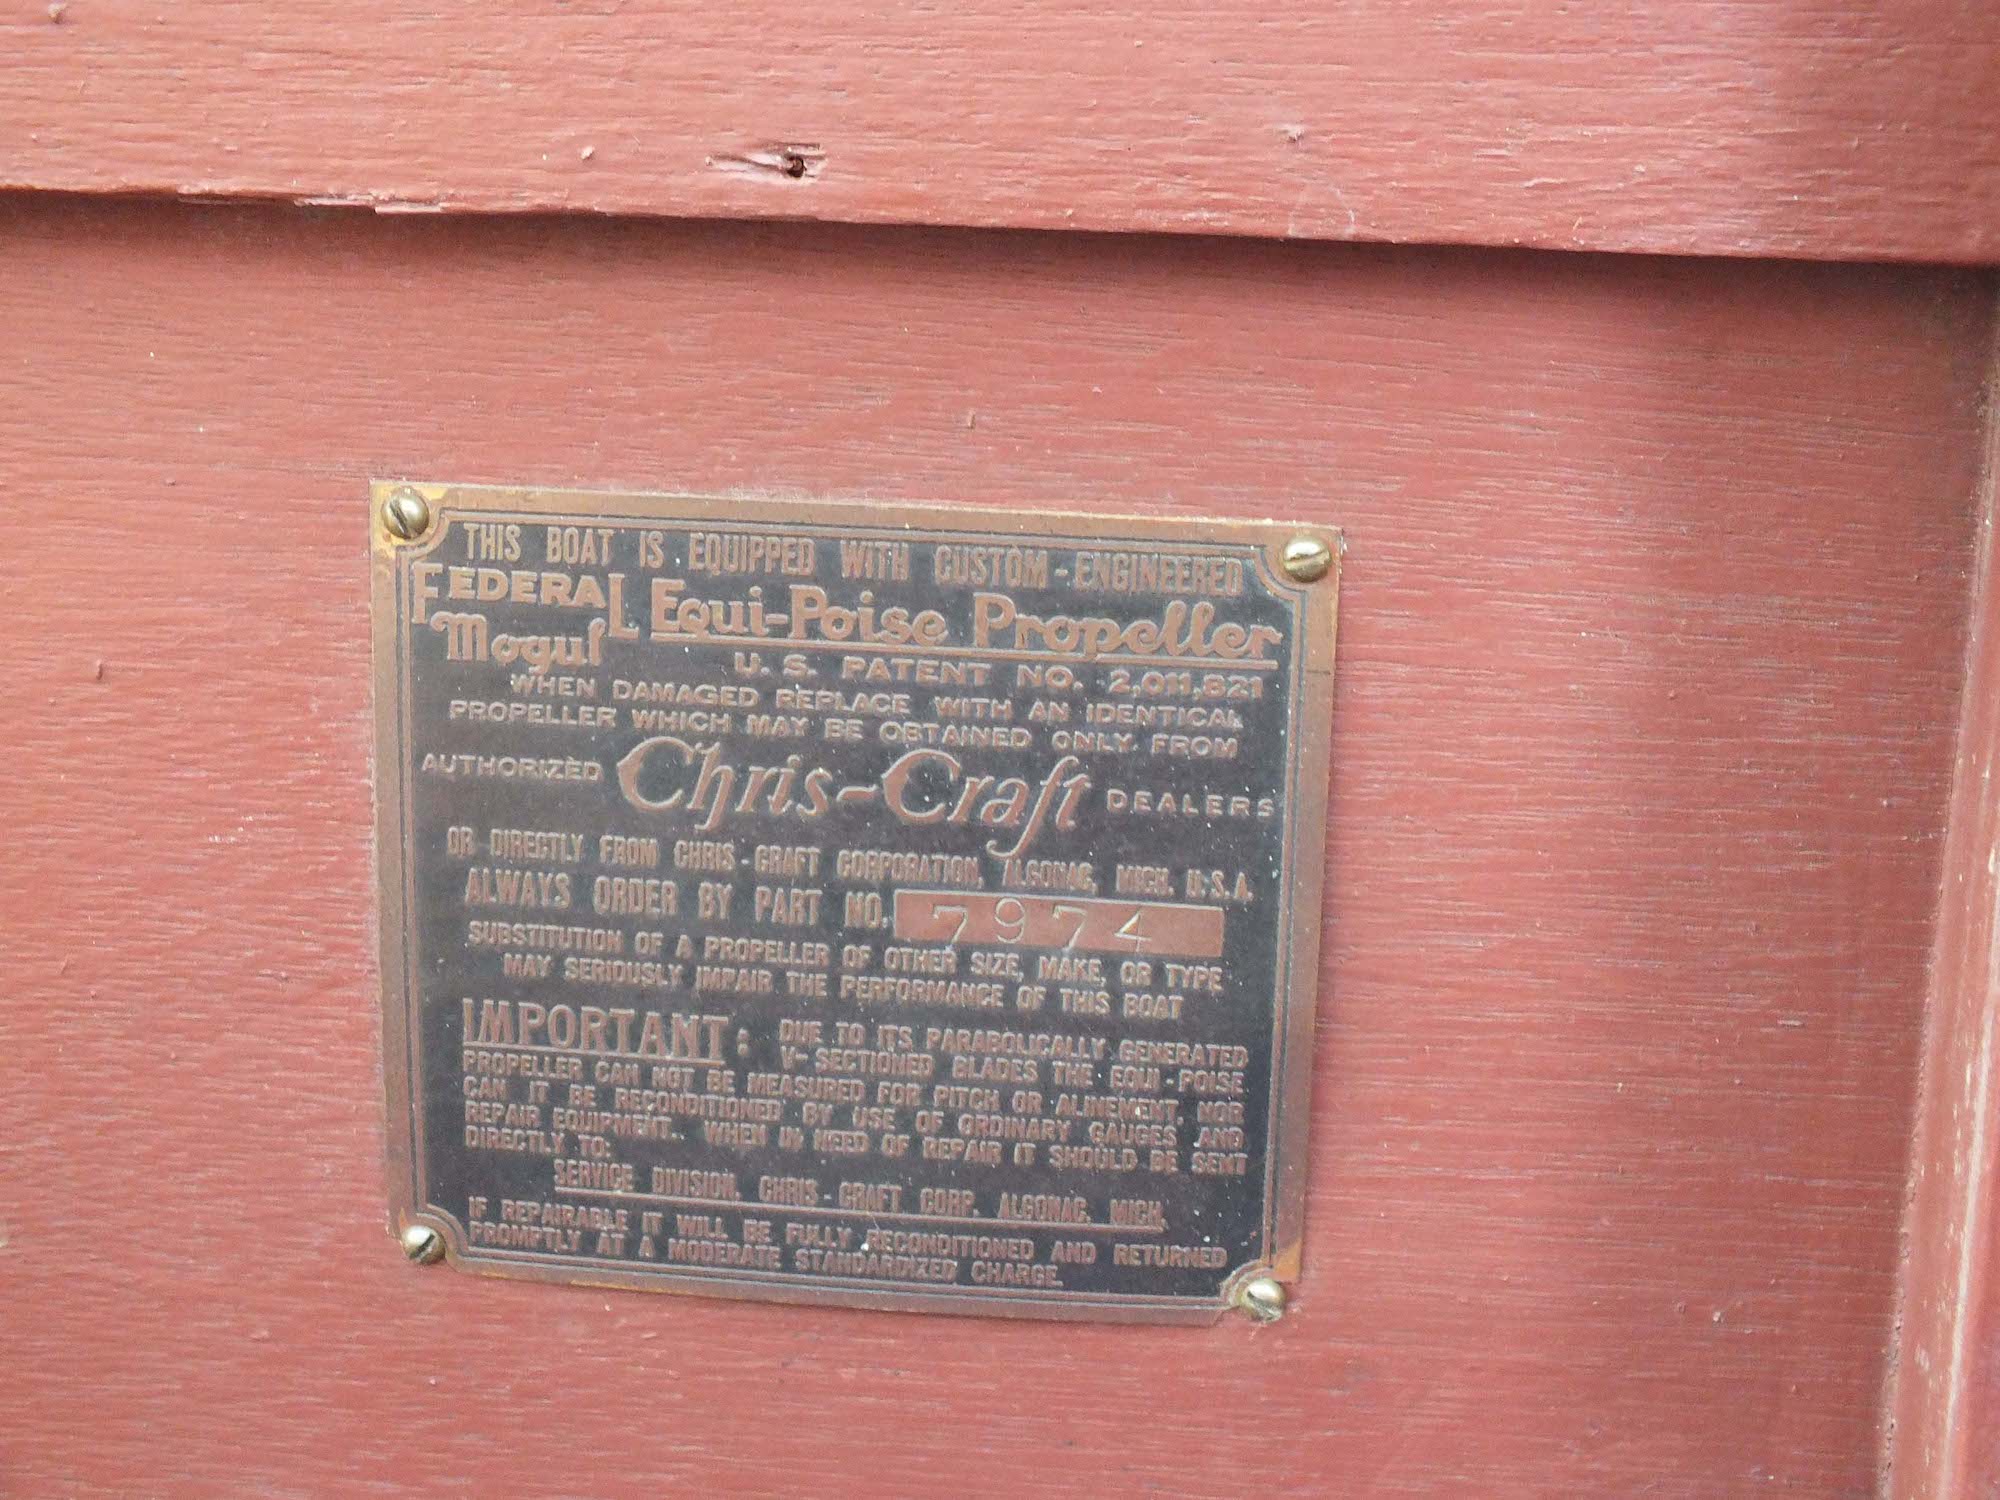 THIS BOAT IS EQUIPPED WITH CUSTOM-ENGINEERED
FEDERAL Equi-Poise Propeller
Mogul
U. S. PATENT NO. 2,011,821
WHEN DAMAGED REPLACE WITH AN IDENTICAL
PROPELLER WHICH MAY BE OBTAINED ONLY FROM
AUTHORIZED Chris-Craft DEALERS
OR DIRECTLY FROM CHRIS-CRAFT CORPORATION, ALGONAC, MICH. U.S.A.
ALWAYS ORDER BY PART NO. 7974
SUBSTITUTION OF A PROPELLER OF OTHER SIZE, MAKE, OR TYPE
MAY SERIOUSLY IMPAIR THE PERFORMANCE OF THIS BOAT
IMPORTANT: DUE TO ITS PARABOLICALLY GENERATED
V-SECTIONED BLADES THE EQUI-POISE
PROPELLER CAN NOT BE MEASURED FOR PITCH OR ALINEMENT, NOR
CAN IT BE RECONDITIONED BY USE OF ORDINARY GAUGES AND
REPAIR EQUIPMENT. WHEN IN NEED OF REPAIR IT SHOULD BE SENT
DIRECTLY TO:
SERVICE DIVISION, CHRIS-CRAFT CORP. ALGONAC, MICH.
IF REPAIRABLE IT WILL BE FULLY RECONDITIONED AND RETURNED
PROMPTLY AT A MODERATE STANDARDIZED CHARGE.